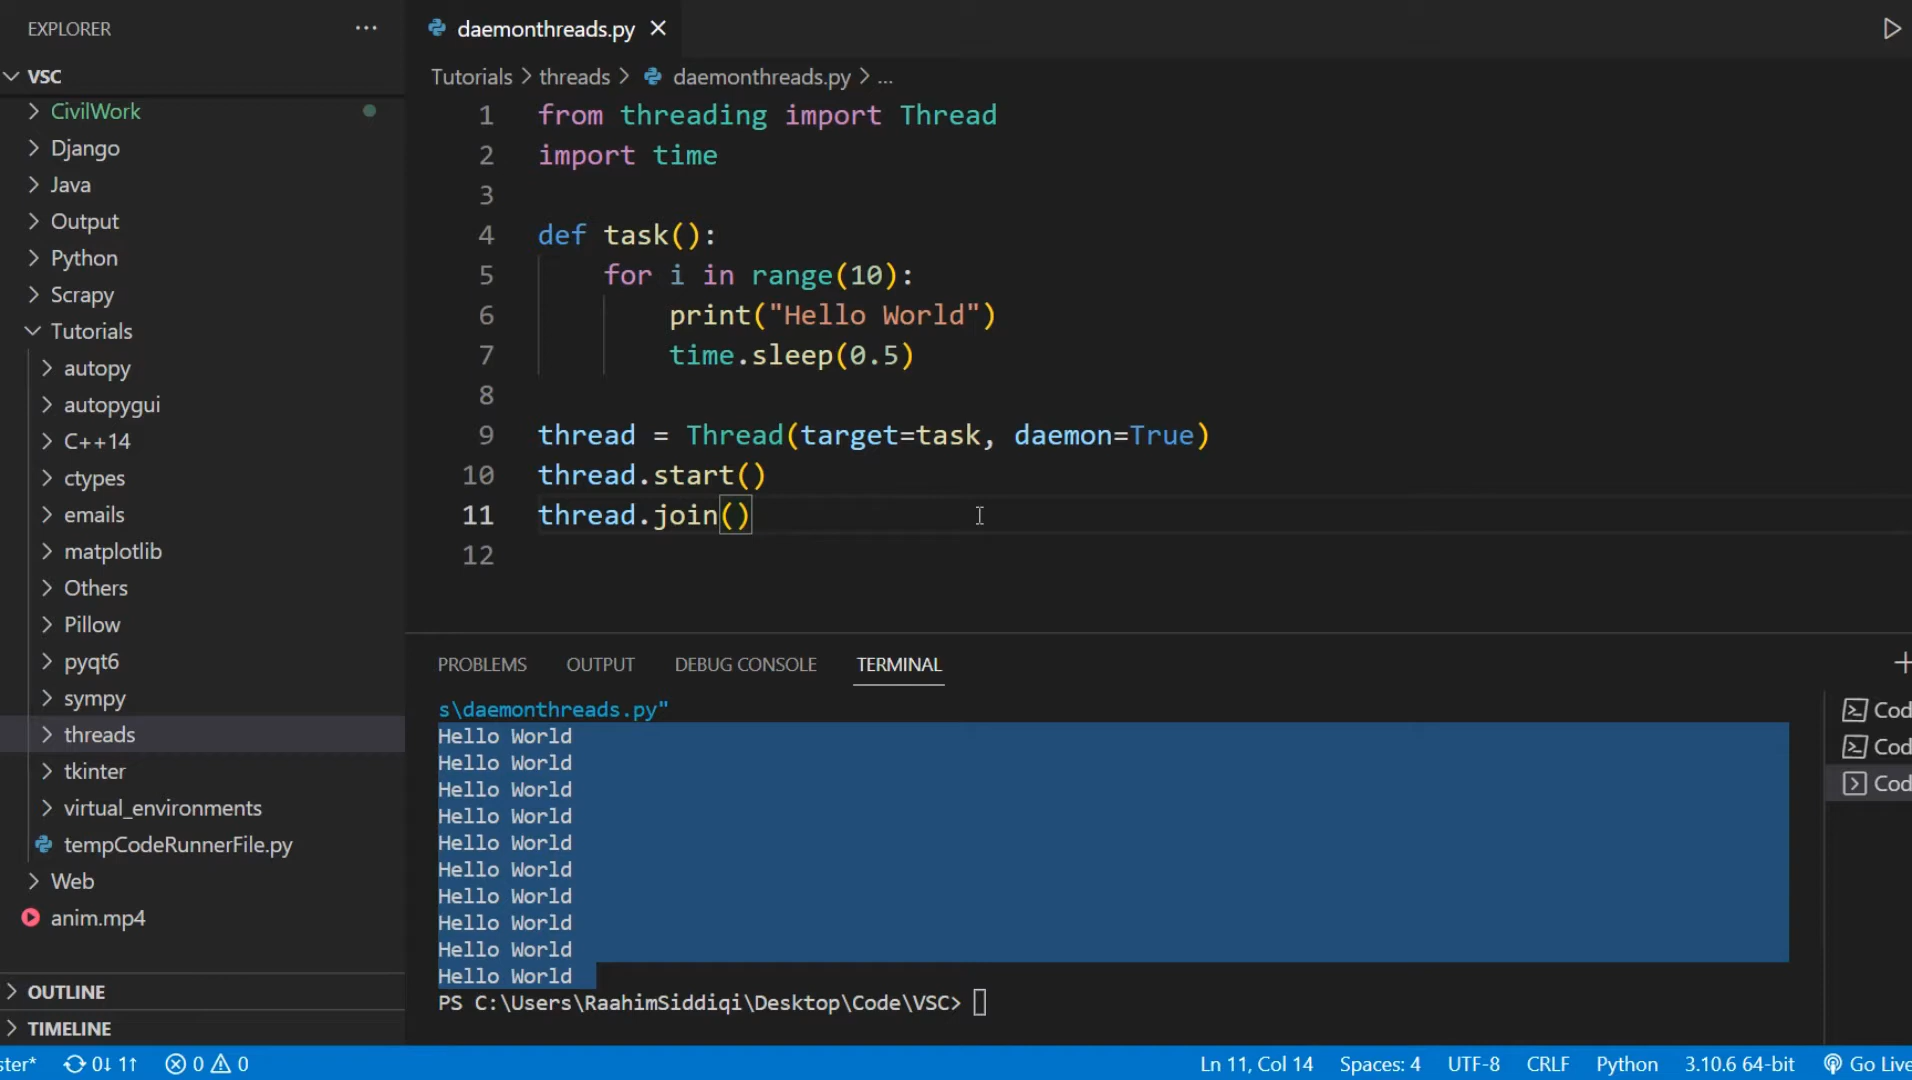 EXPLORER
VSC
CivilWork
Django
Java
Output
Python
Scrapy
Tutorials
autopy
autopygui
C++14
ctypes
emails
matplotlib
Others
Pillow
pyqt6
sympy
threads
tkinter
virtual_environments
tempCodeRunnerFile.py
Web
anim.mp4
OUTLINE
TIMELINE
daemonthreads.py
Tutorials > threads > daemonthreads.py > ...
1 from threading import Thread
2 import time
3
4 def task():
5     for i in range(10):
6         print("Hello World")
7         time.sleep(0.5)
8
9 thread = Thread(target=task, daemon=True)
10 thread.start()
11 thread.join()
12
PROBLEMS OUTPUT DEBUG CONSOLE TERMINAL
s\daemonthreads.py"
Hello World
Hello World
Hello World
Hello World
Hello World
Hello World
Hello World
Hello World
Hello World
Hello World
PS C:\Users\RaahimSiddiqi\Desktop\Code\VSC>
Cod
Cod
Cod
ter* 0↓ 1↑ 0 0 Ln 11, Col 14 Spaces: 4 UTF-8 CRLF Python 3.10.6 64-bit Go Live